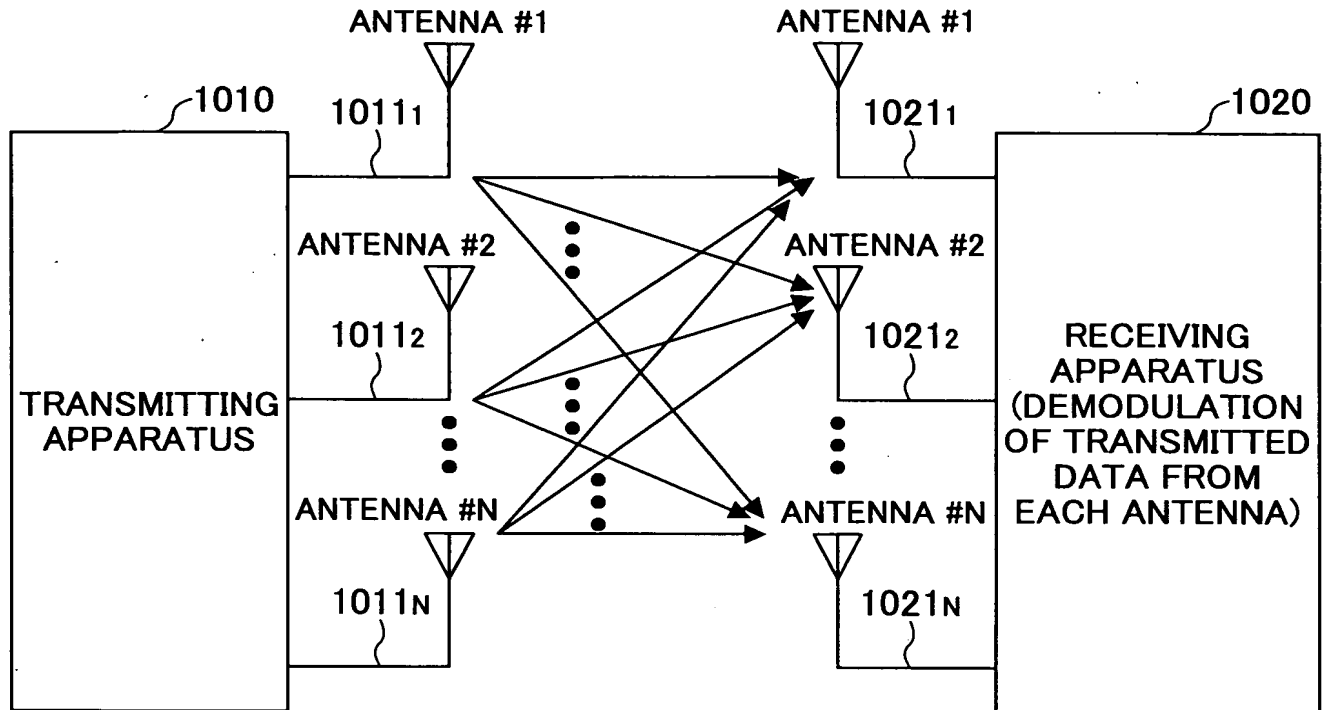 ANTENNA #1
ANTENNA #1
1010
1011₁
1021₁
1020
ANTENNA #2
ANTENNA #2
1011₂
1021₂
TRANSMITTING
APPARATUS
RECEIVING
APPARATUS
(DEMODULATION
OF TRANSMITTED
DATA FROM
EACH ANTENNA)
ANTENNA #N
ANTENNA #N
1011N
1021N